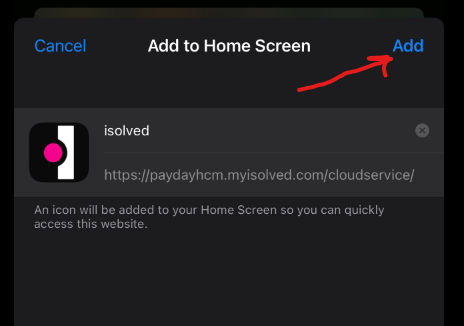 Cancel Add to Home Screen Add
isolved
https://paydayhcm.myisolved.com/cloudservice/
An icon will be added to your Home Screen so you can quickly
access this website.